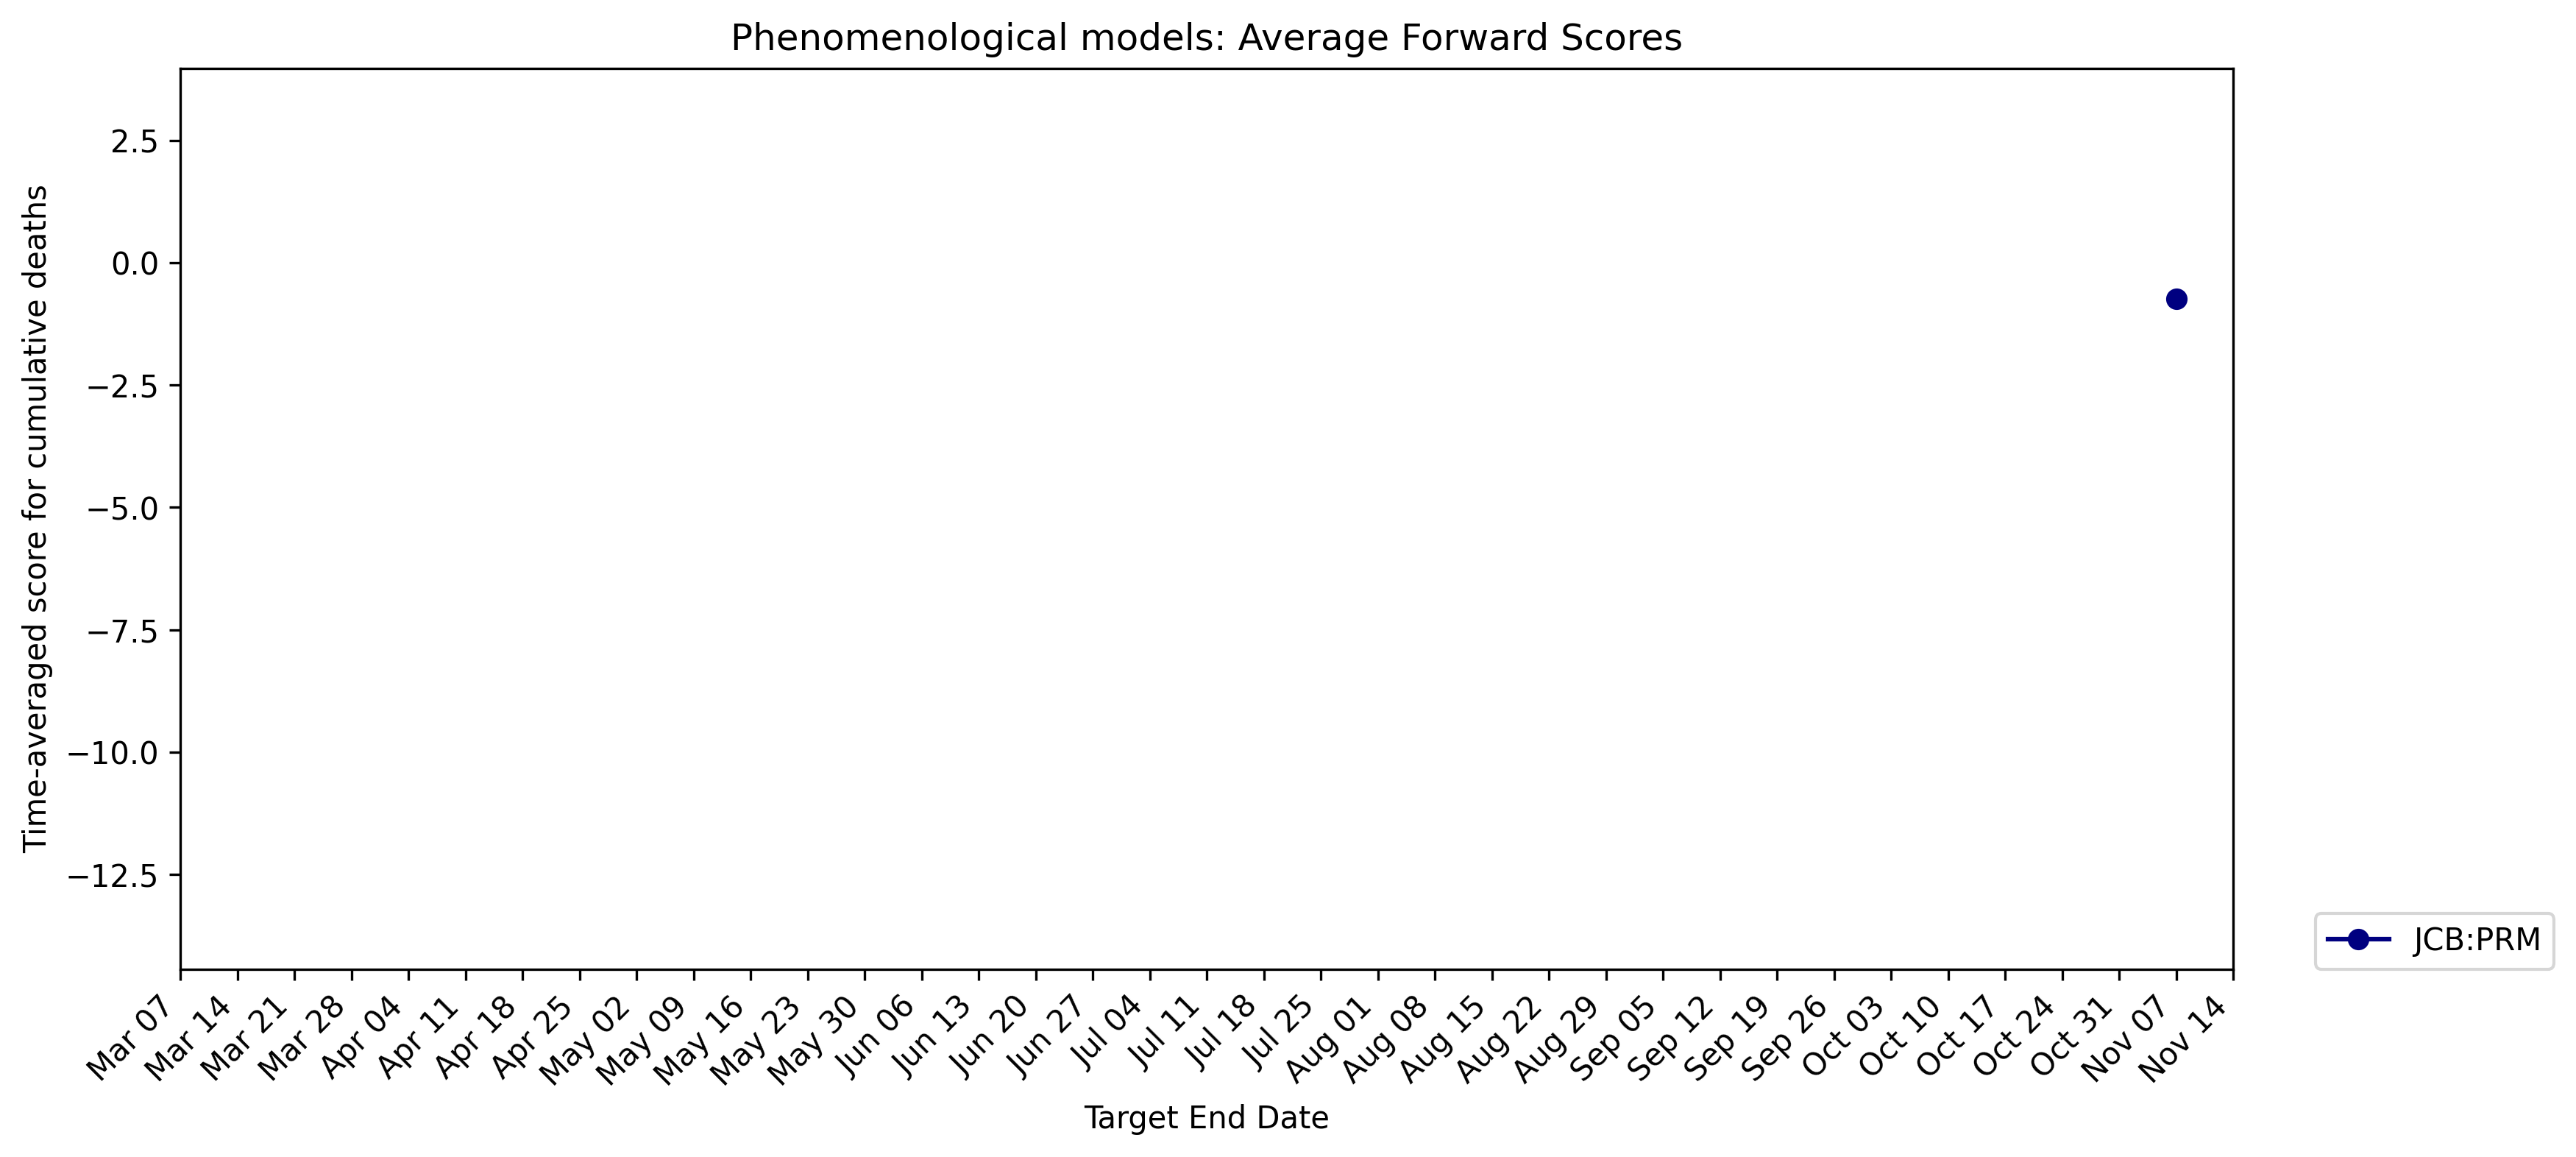 Phenomenological models: Average Forward Scores
Time-averaged score for cumulative deaths
2.5
0.0
−2.5
−5.0
−7.5
−10.0
−12.5
JCB:PRM
Mar 07
Mar 14
Mar 21
Mar 28
Apr 04
Apr 11
Apr 18
Apr 25
May 02
May 09
May 16
May 23
May 30
Jun 06
Jun 13
Jun 20
Jun 27
Jul 04
Jul 11
Jul 18
Jul 25
Aug 01
Aug 08
Aug 15
Aug 22
Aug 29
Sep 05
Sep 12
Sep 19
Sep 26
Oct 03
Oct 10
Oct 17
Oct 24
Oct 31
Nov 07
Nov 14
Target End Date